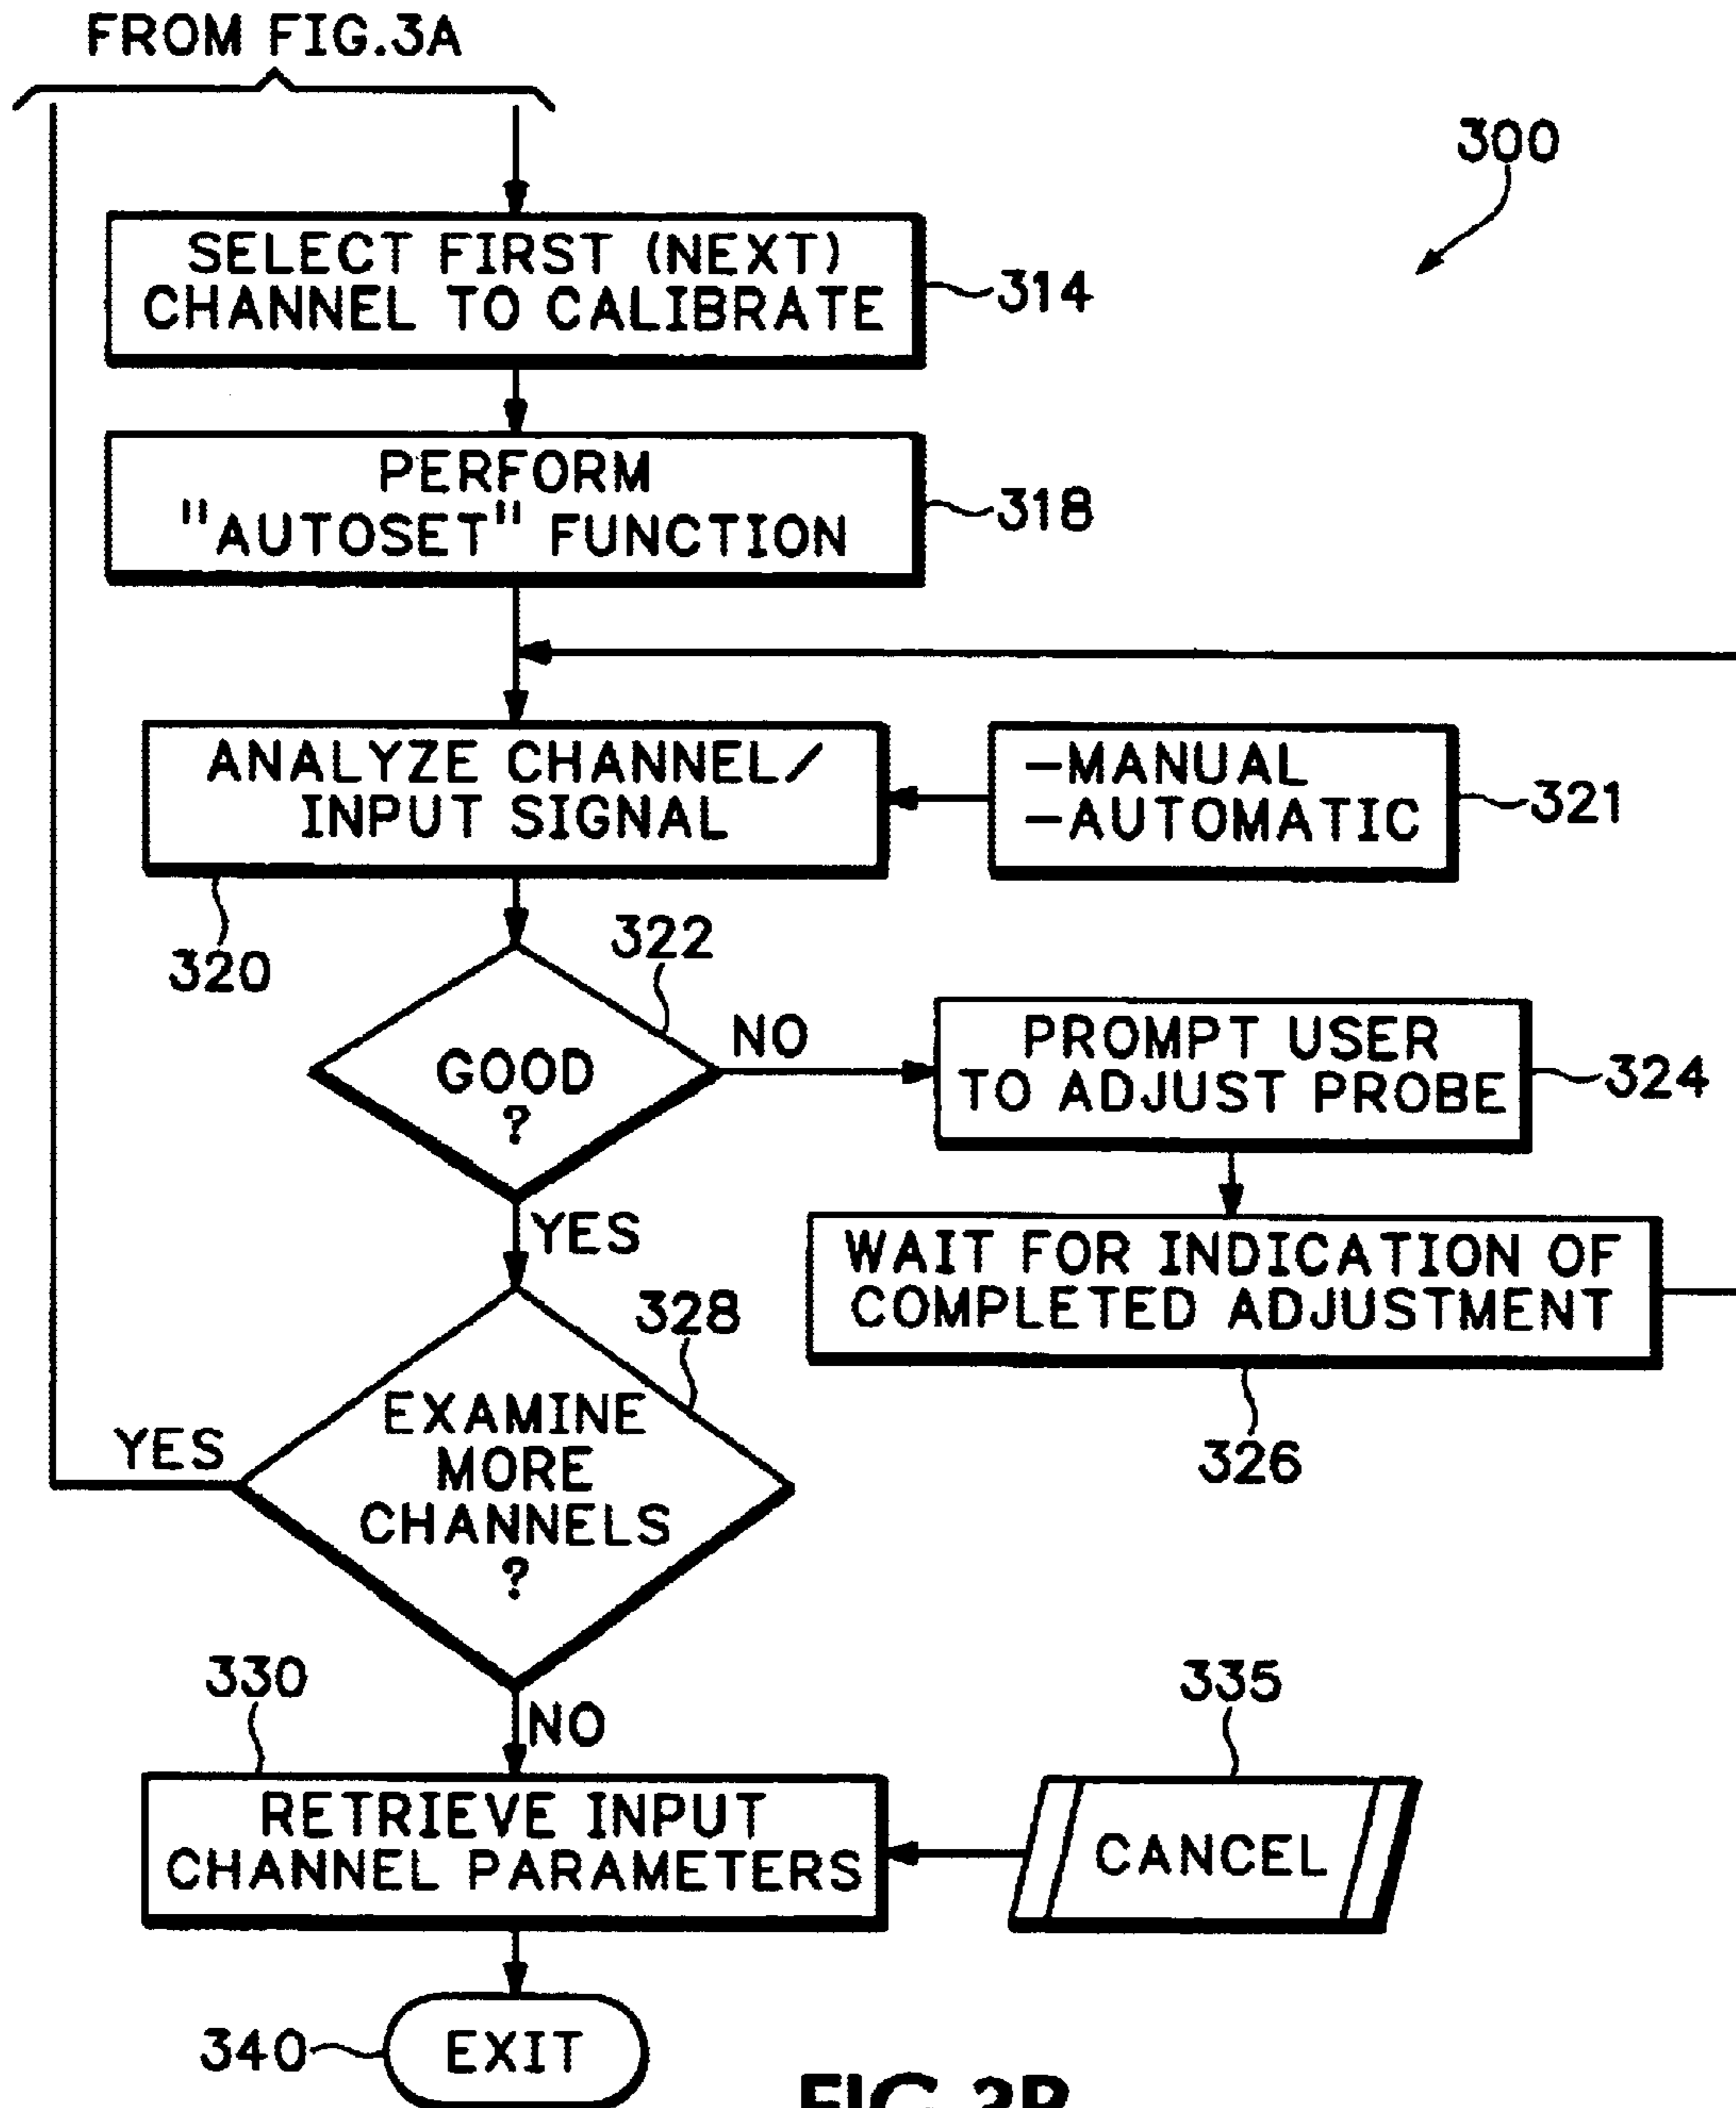 FROM FIG.3A
300
SELECT FIRST (NEXT)
CHANNEL TO CALIBRATE
314
PERFORM
"AUTOSET" FUNCTION
318
ANALYZE CHANNEL/
INPUT SIGNAL
320
-MANUAL
-AUTOMATIC
321
322
GOOD
?
NO
PROMPT USER
TO ADJUST PROBE
324
YES
WAIT FOR INDICATION OF
COMPLETED ADJUSTMENT
326
328
EXAMINE
MORE
CHANNELS
?
YES
NO
330
RETRIEVE INPUT
CHANNEL PARAMETERS
335
CANCEL
340
EXIT